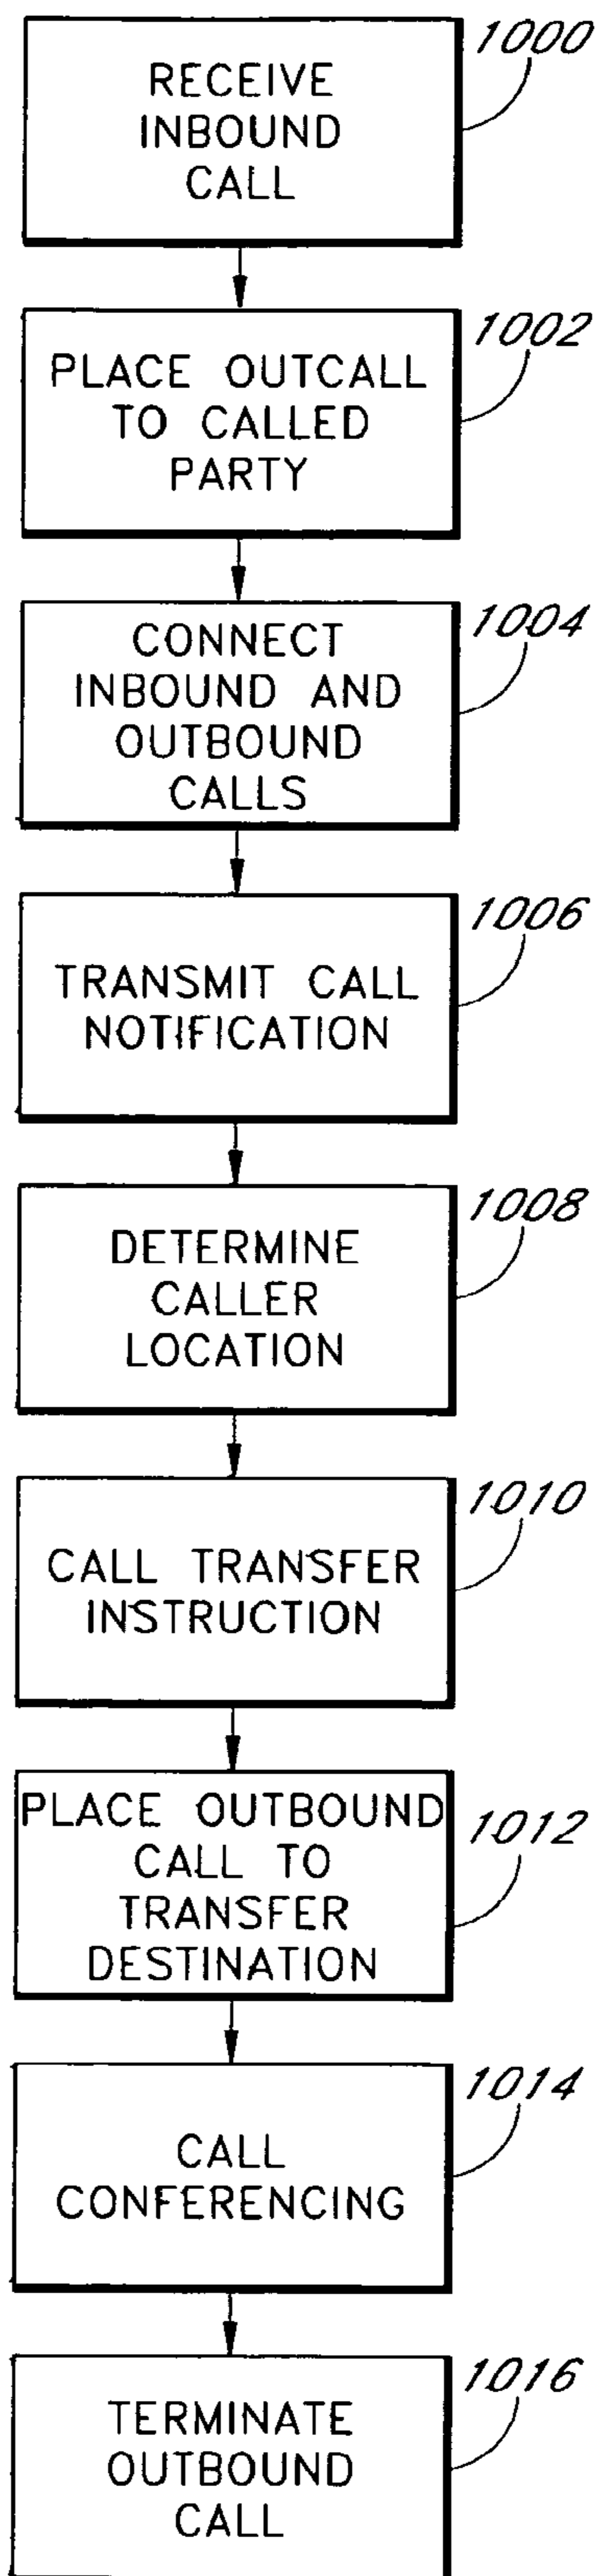 1000
RECEIVE
INBOUND
CALL
1002
PLACE OUTCALL
TO CALLED
PARTY
1004
CONNECT
INBOUND AND
OUTBOUND
CALLS
1006
TRANSMIT CALL
NOTIFICATION
1008
DETERMINE
CALLER
LOCATION
1010
CALL TRANSFER
INSTRUCTION
1012
PLACE OUTBOUND
CALL TO
TRANSFER
DESTINATION
1014
CALL
CONFERENCING
1016
TERMINATE
OUTBOUND
CALL